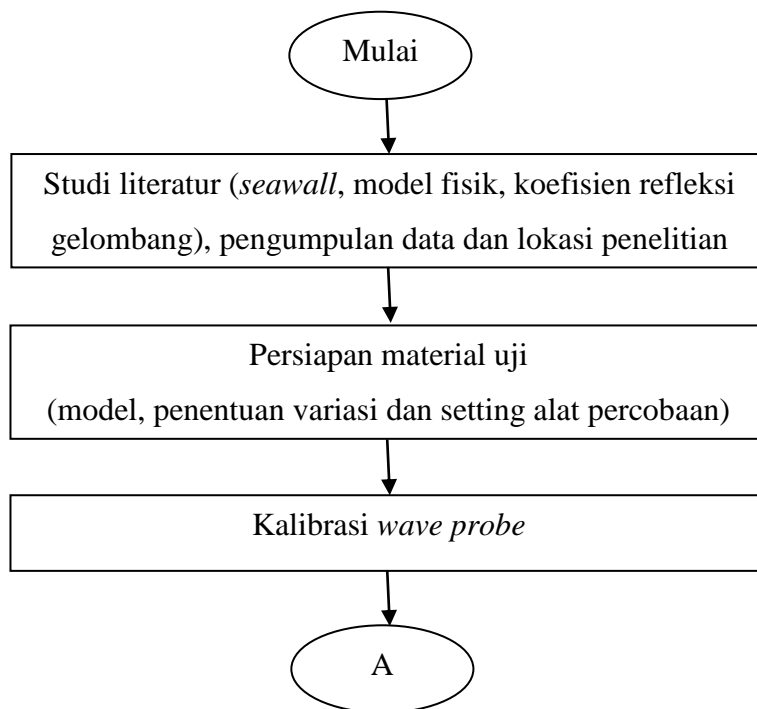 Mulai
Studi literatur (seawall, model fisik, koefisien refleksi
gelombang), pengumpulan data dan lokasi penelitian
Persiapan material uji
(model, penentuan variasi dan setting alat percobaan)
Kalibrasi wave probe
A